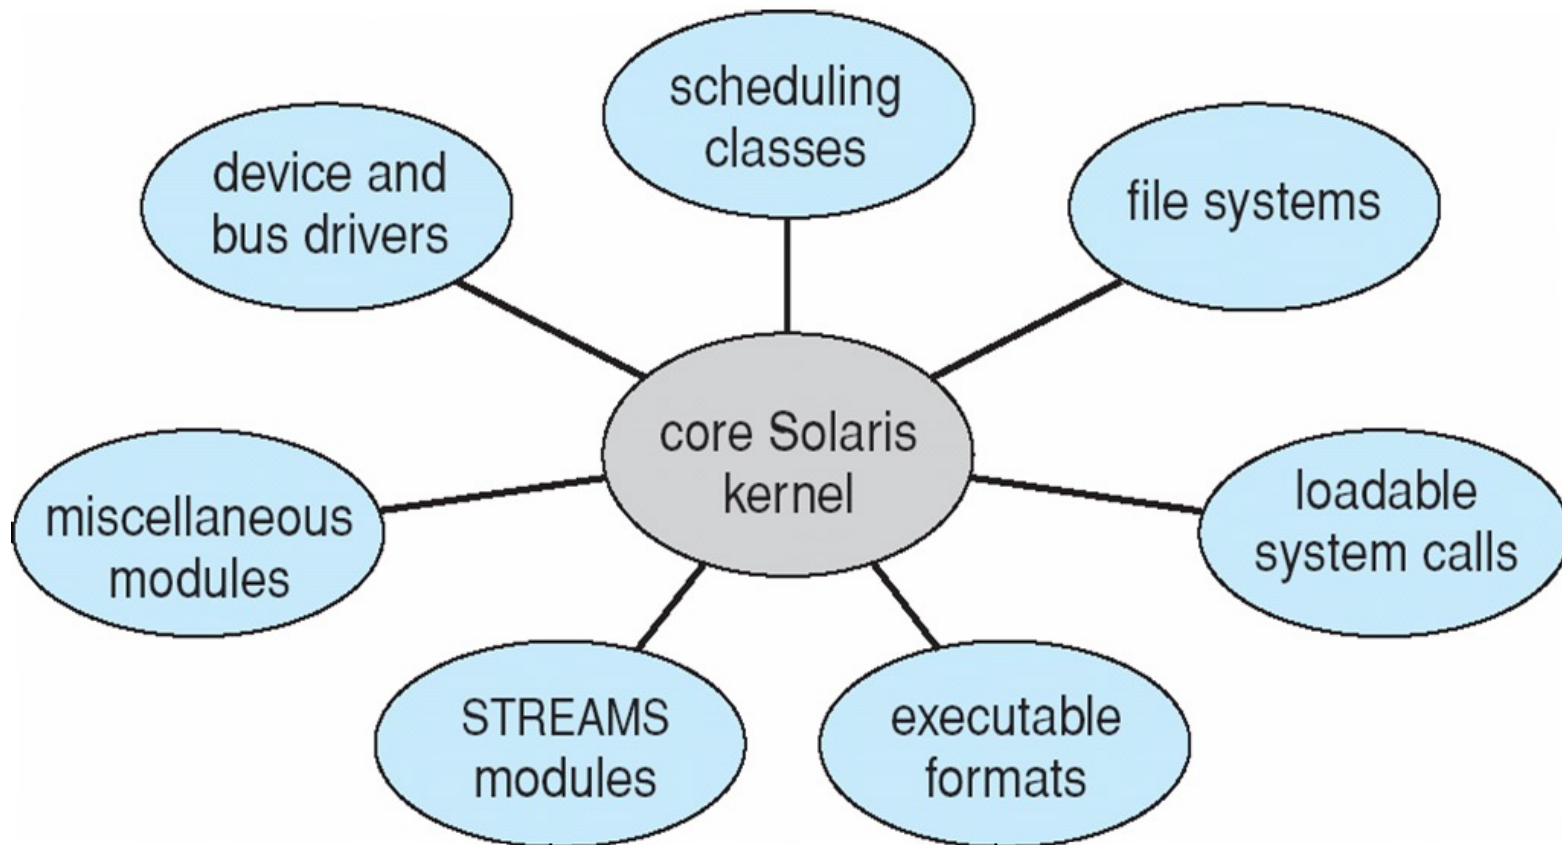 scheduling
classes
device and
bus drivers
file systems
core Solaris
kernel
miscellaneous
modules
loadable
system calls
STREAMS
modules
executable
formats